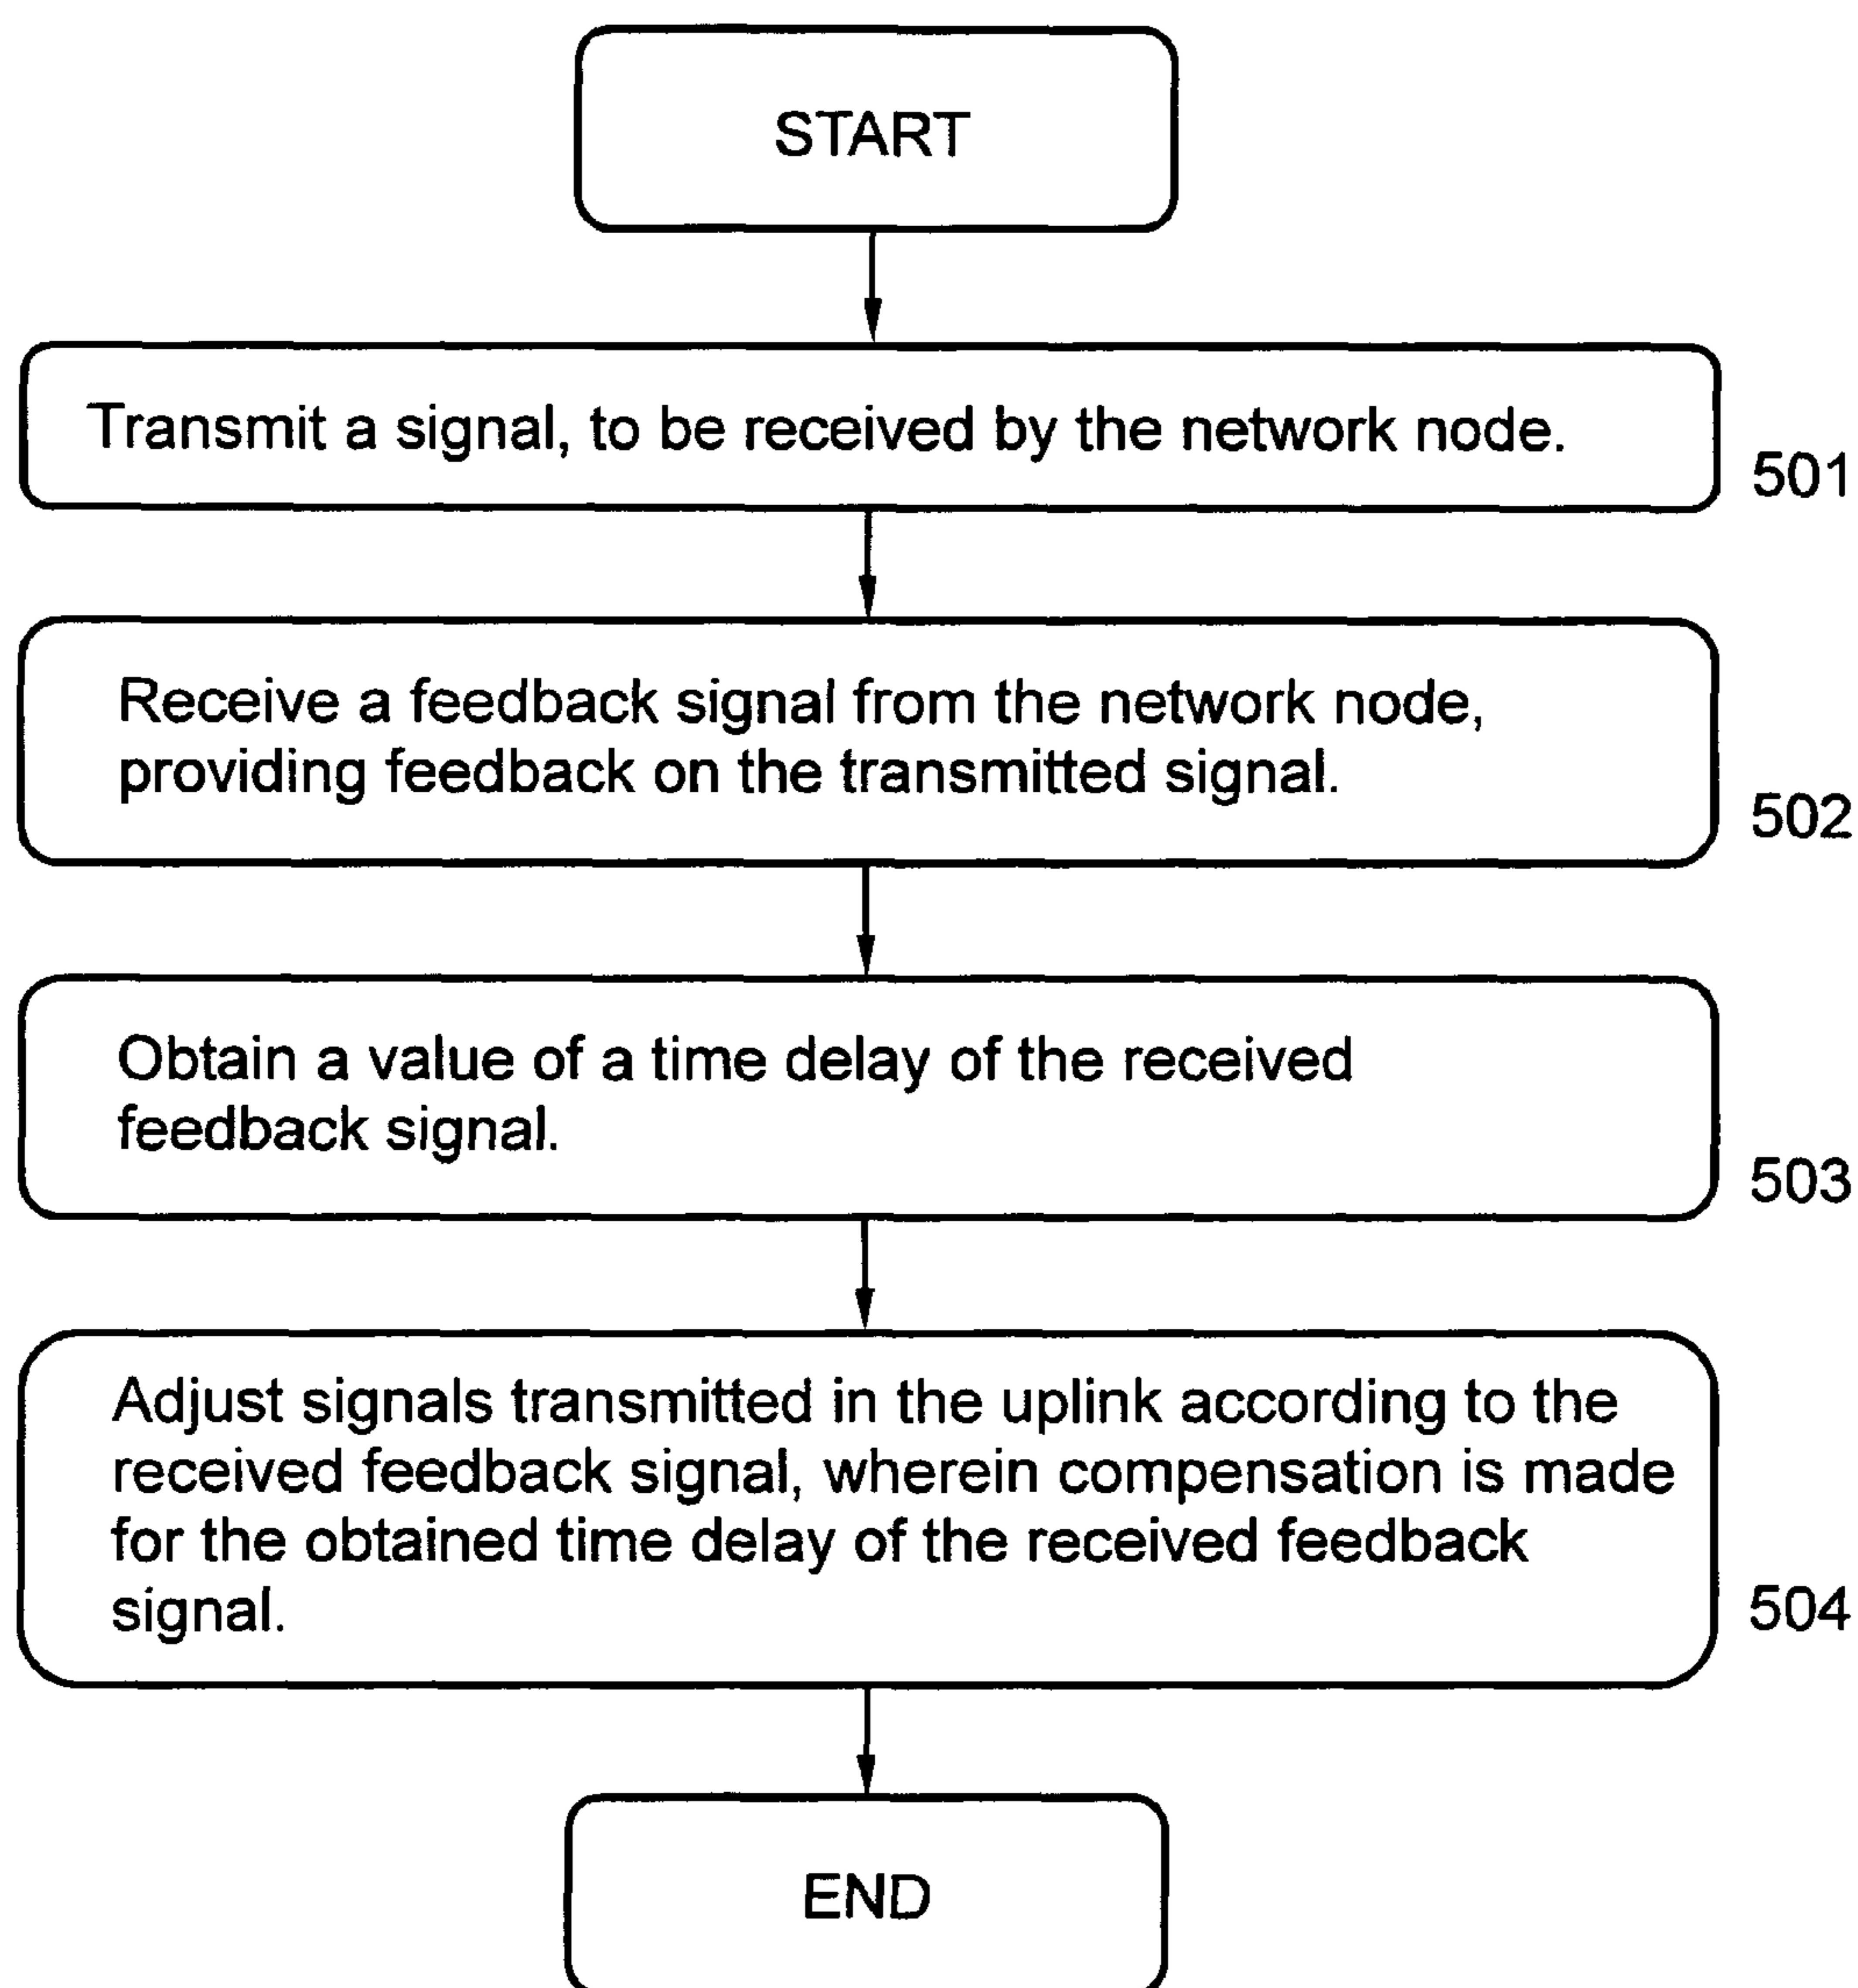 START
Transmit a signal, to be received by the network node.
501
Receive a feedback signal from the network node,
providing feedback on the transmitted signal.
502
Obtain a value of a time delay of the received
feedback signal.
503
Adjust signals transmitted in the uplink according to the
received feedback signal, wherein compensation is made
for the obtained time delay of the received feedback
signal.
504
END